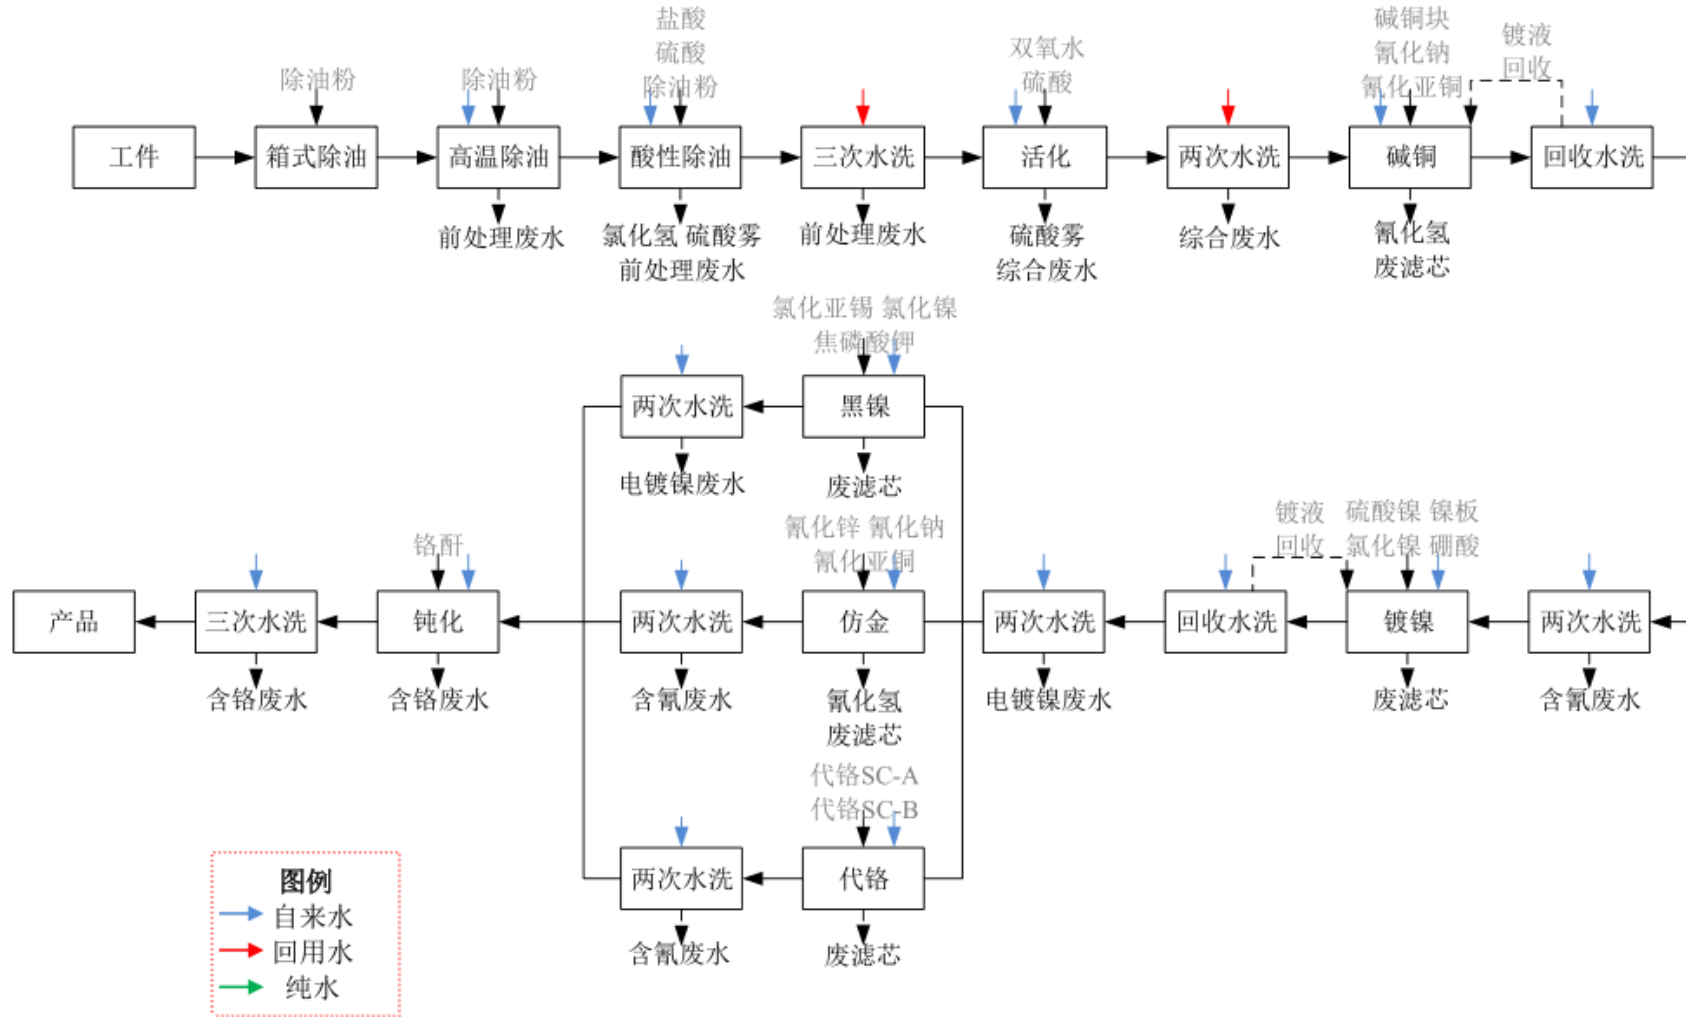 盐酸
硫酸
除油粉
除油粉
除油粉
双氧水
硫酸
碱铜块
氰化钠
氰化亚铜
镀液
回收
工件
箱式除油
高温除油
酸性除油
三次水洗
活化
两次水洗
碱铜
回收水洗
前处理废水
氯化氢 硫酸雾
前处理废水
前处理废水
硫酸雾
综合废水
综合废水
氰化氢
废滤芯
氯化亚锡 氯化镍
焦磷酸钾
两次水洗
黑镍
电镀镍废水
废滤芯
铬酐
氰化锌 氰化钠
氰化亚铜
镀液
回收
硫酸镍 镍板
氯化镍 硼酸
产品
三次水洗
钝化
两次水洗
仿金
两次水洗
回收水洗
镀镍
两次水洗
含铬废水
含铬废水
含氰废水
氰化氢
废滤芯
电镀镍废水
废滤芯
含氰废水
代铬SC-A
代铬SC-B
两次水洗
代铬
含氰废水
废滤芯
图例
自来水
回用水
纯水